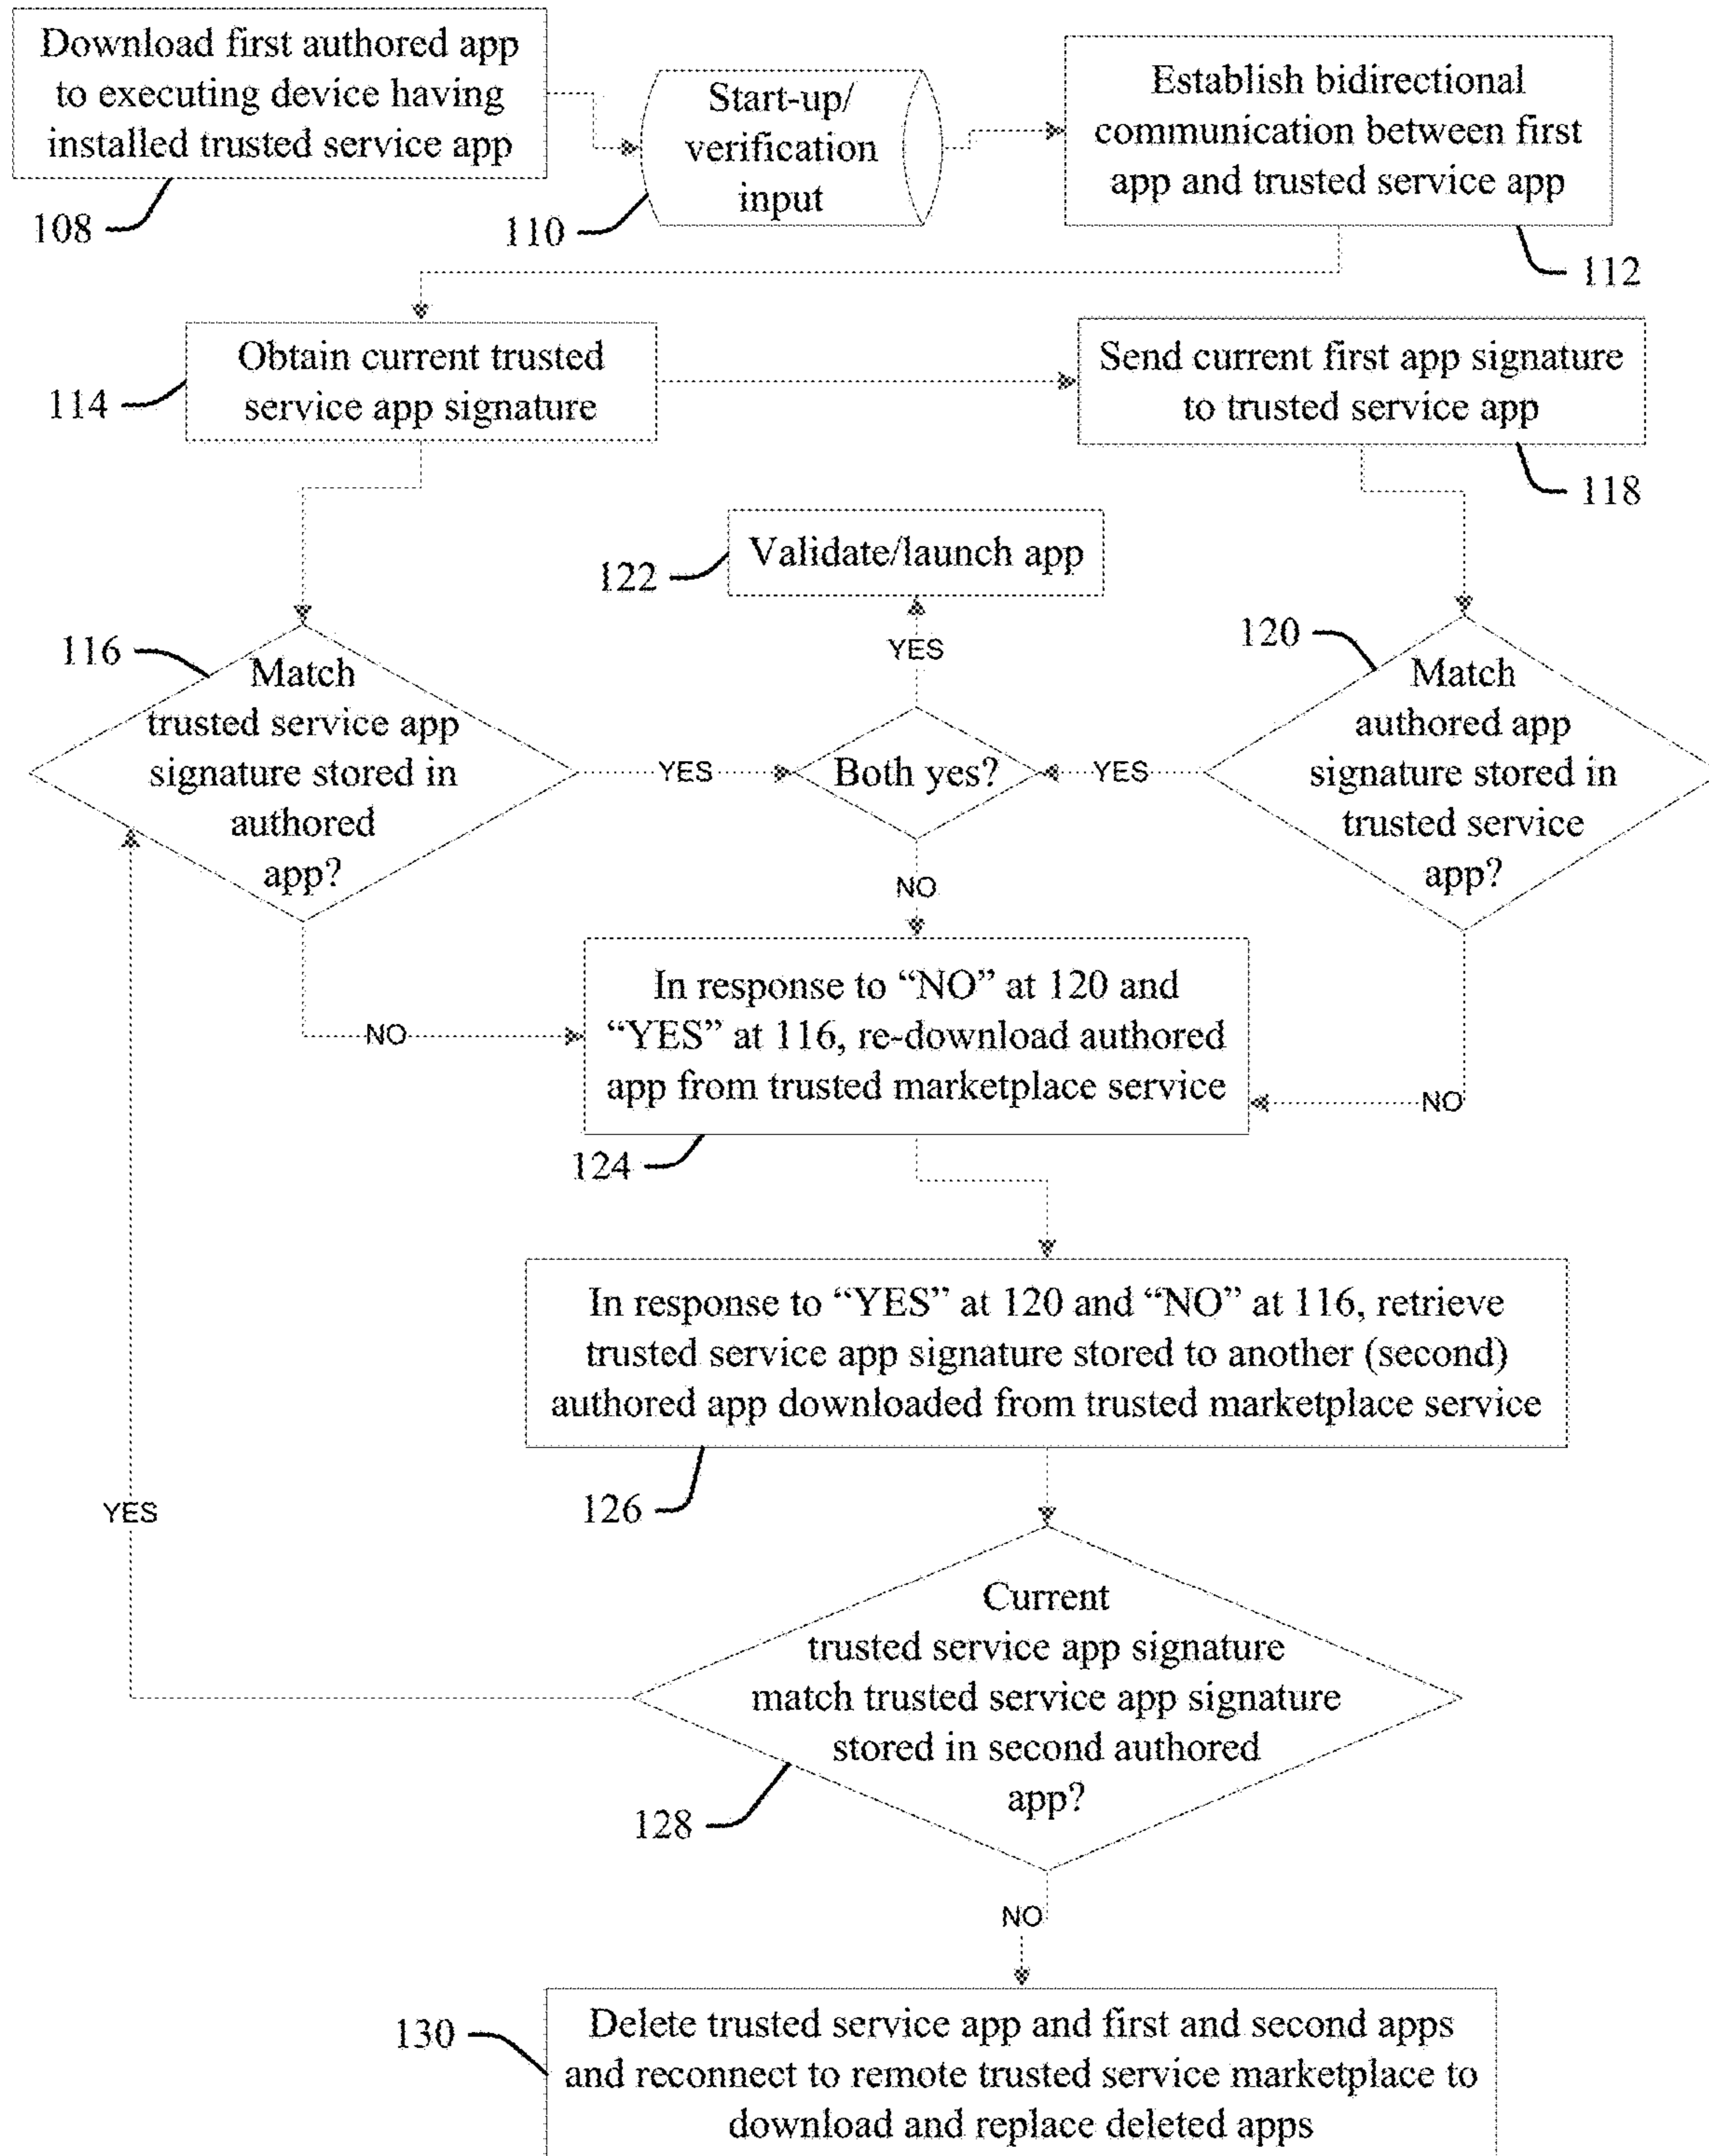 Download first authored app
to executing device having
installed trusted service app
108
Start-up/
verification
input
110
Establish bidirectional
communication between first
app and trusted service app
112
Obtain current trusted
service app signature
114
Send current first app signature
to trusted service app
118
Validate/launch app
122
YES
116
Match
trusted service app
signature stored in
authored
app?
YES
Both yes?
YES
120
Match
authored app
signature stored in
trusted service
app?
NO
NO
NO
In response to “NO” at 120 and
“YES” at 116, re-download authored
app from trusted marketplace service
124
In response to “YES” at 120 and “NO” at 116, retrieve
trusted service app signature stored to another (second)
authored app downloaded from trusted marketplace service
126
YES
Current
trusted service app signature
match trusted service app signature
stored in second authored
app?
128
NO
130
Delete trusted service app and first and second apps
and reconnect to remote trusted service marketplace to
download and replace deleted apps